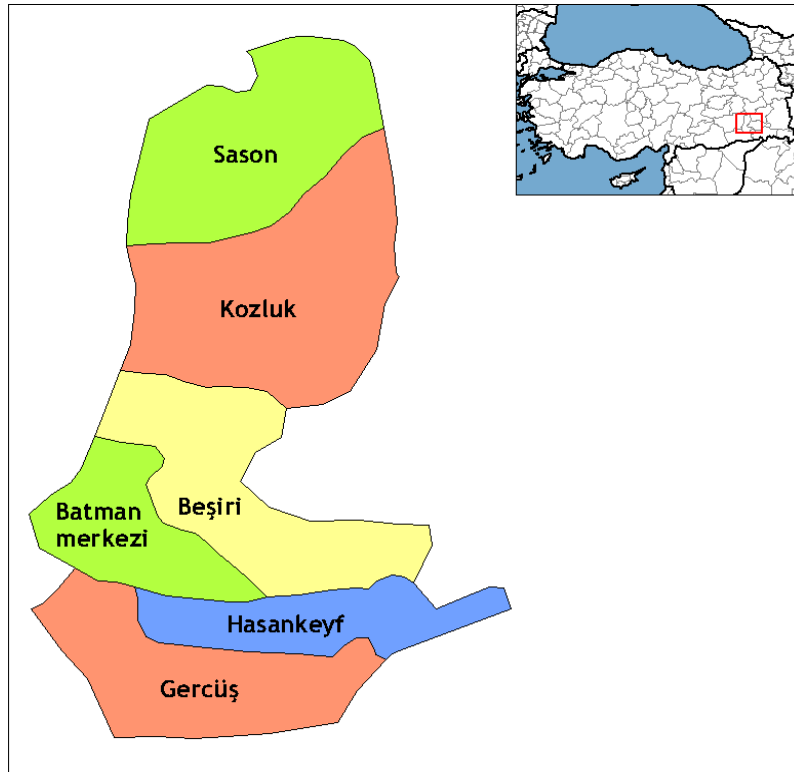 Sason
Kozluk
Beşiri
Batman
merkezi
Hasankeyf
Gercüş